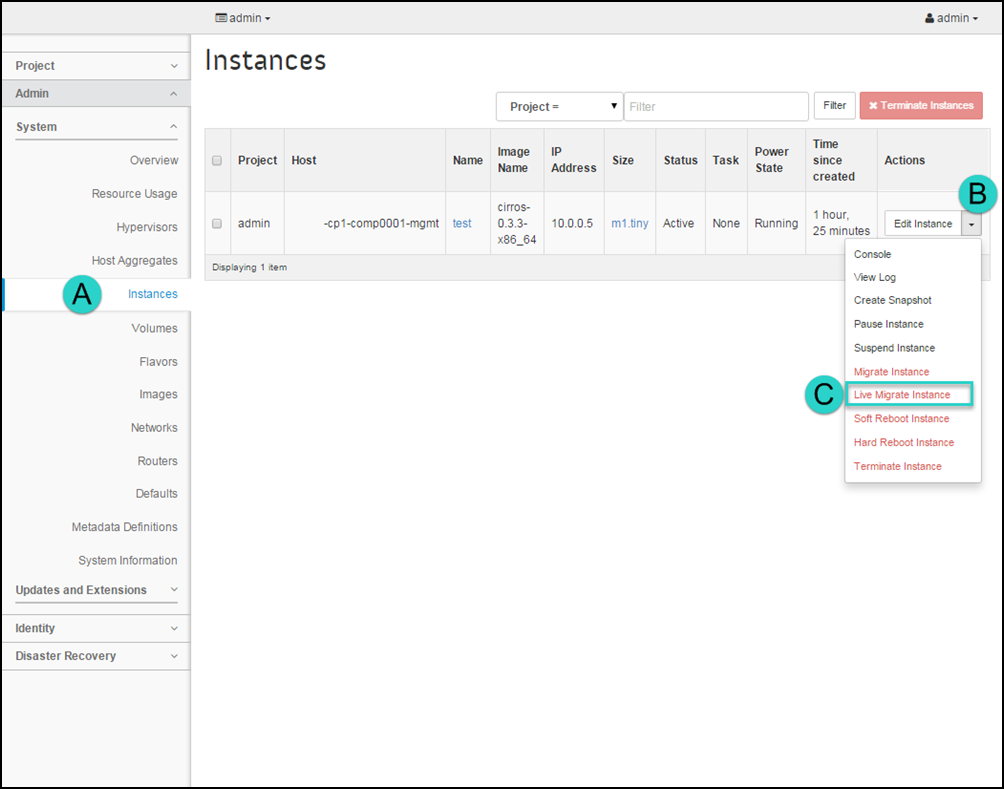 admin
admin
Project
Admin
System
Overview
Resource Usage
Hypervisors
Host Aggregates
A
Instances
Volumes
Flavors
Images
Networks
Routers
Defaults
Metadata Definitions
System Information
Updates and Extensions
Identity
Disaster Recovery
Instances
Project =
Filter
Filter
Terminate Instances
Project
Host
Name
Image
Name
IP
Address
Size
Status
Task
Power
State
Time
since
created
Actions
admin
-cp1-comp0001-mgmt
test
cirros-
0.3.3-
x86_64
10.0.0.5
m1.tiny
Active
None
Running
1 hour,
25 minutes
Edit Instance
B
Displaying 1 item
Console
View Log
Create Snapshot
Pause Instance
Suspend Instance
Migrate Instance
C
Live Migrate Instance
Soft Reboot Instance
Hard Reboot Instance
Terminate Instance